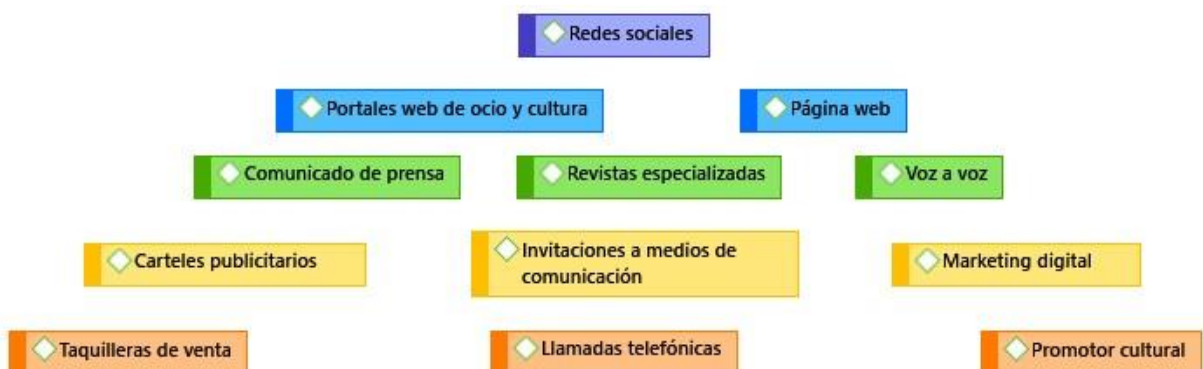 Redes sociales
Portales web de ocio y cultura
Página web
Comunicado de prensa
Revistas especializadas
Voz a voz
Carteles publicitarios
Invitaciones a medios de
comunicación
Marketing digital
Taquilleras de venta
Llamadas telefónicas
Promotor cultural